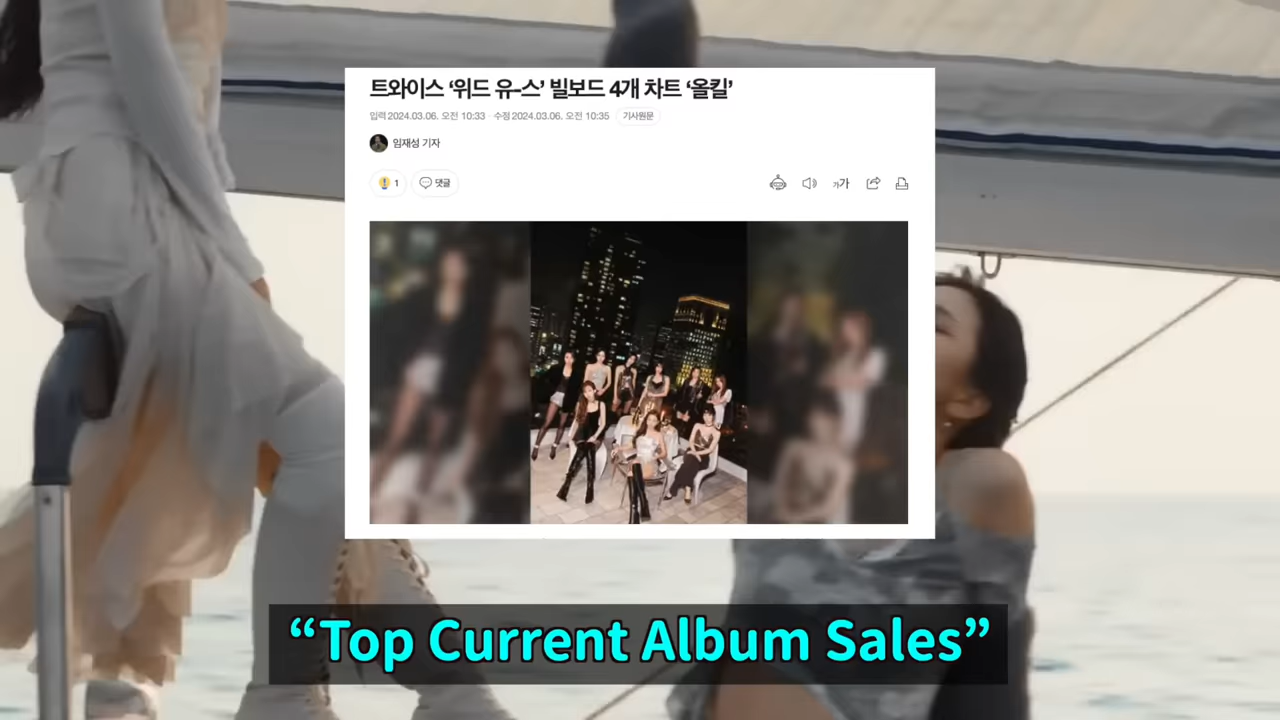 트와이스 ‘위드 유-스’ 빌보드 4개 차트 ‘올킬’
입력 2024.03.06. 오전 10:33 수정 2024.03.06. 오전 10:35 기사원문
임재성 기자
1 댓글
가가
“Top Current Album Sales”